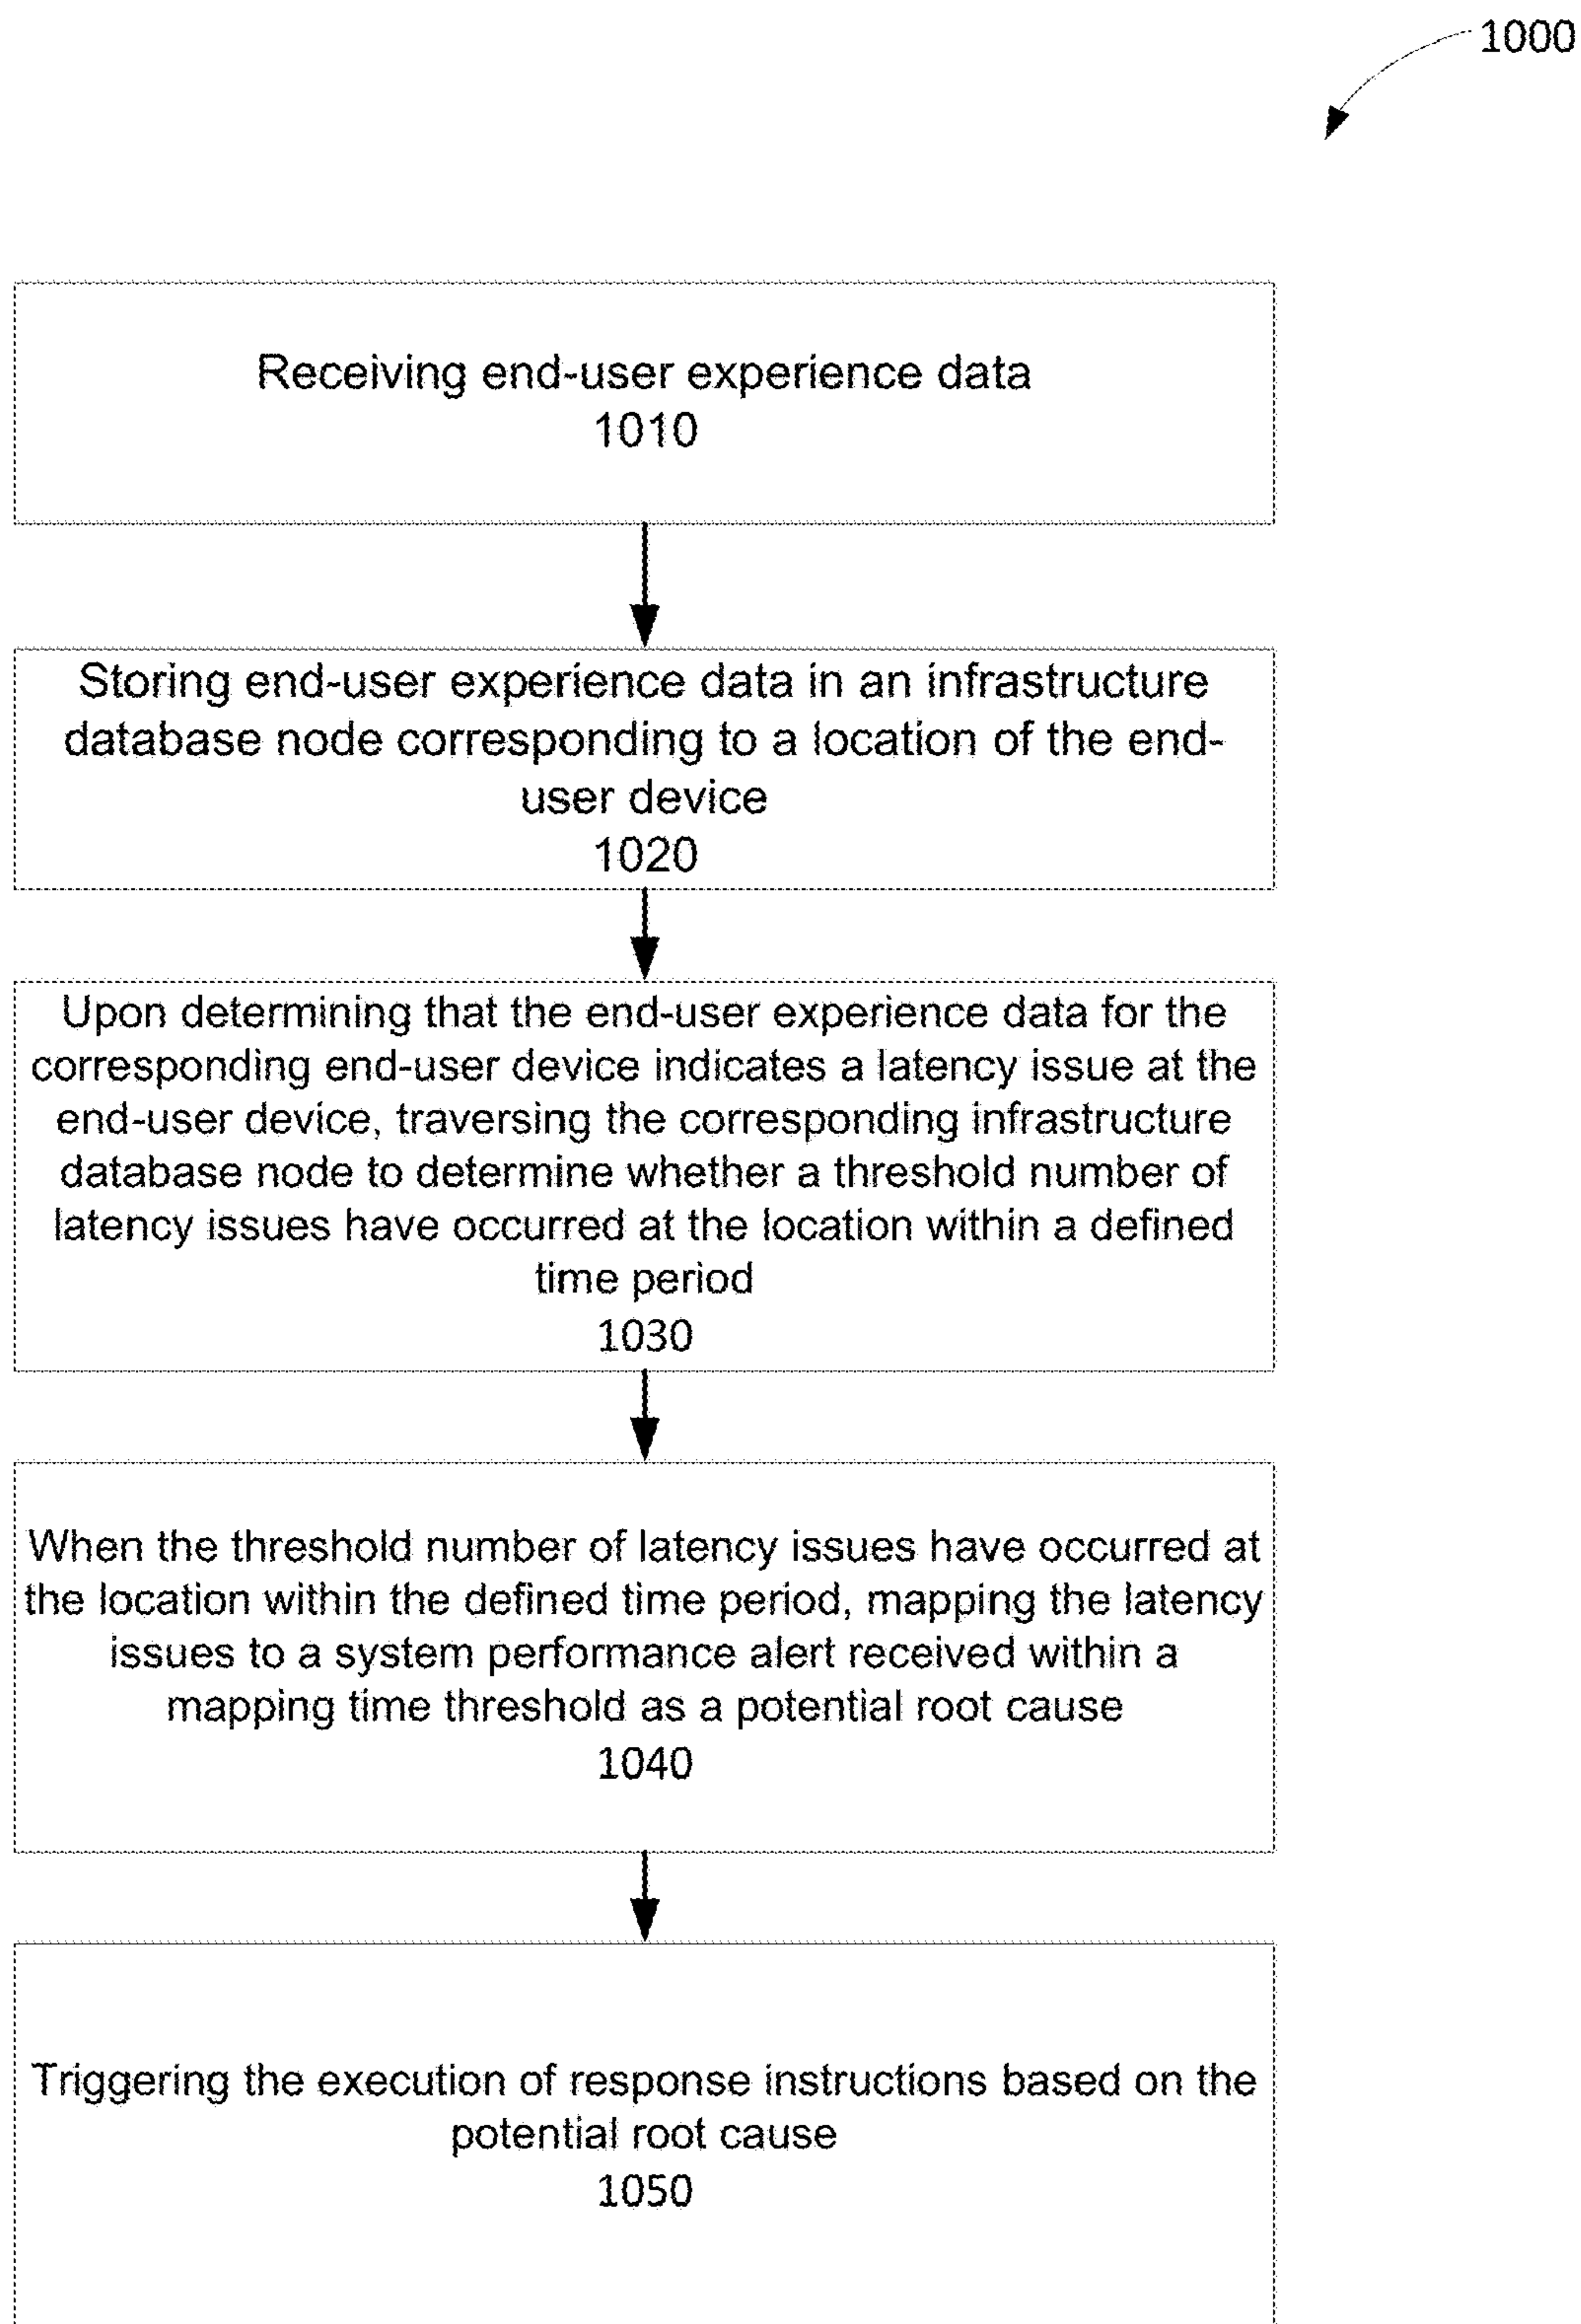 1000
Receiving end-user experience data
1010
Storing end-user experience data in an infrastructure
database node corresponding to a location of the end-
user device
1020
Upon determining that the end-user experience data for the
corresponding end-user device indicates a latency issue at the
end-user device, traversing the corresponding infrastructure
database node to determine whether a threshold number of
latency issues have occurred at the location within a defined
time period
1030
When the threshold number of latency issues have occurred at
the location within the defined time period, mapping the latency
issues to a system performance alert received within a
mapping time threshold as a potential root cause
1040
Triggering the execution of response instructions based on the
potential root cause
1050